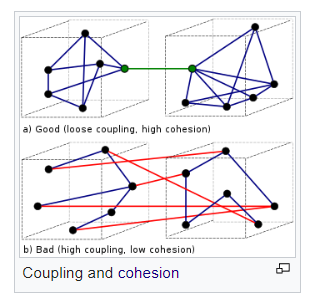 a) Good (loose coupling, high cohesion)
b) Bad (high coupling, low cohesion)
Coupling and cohesion